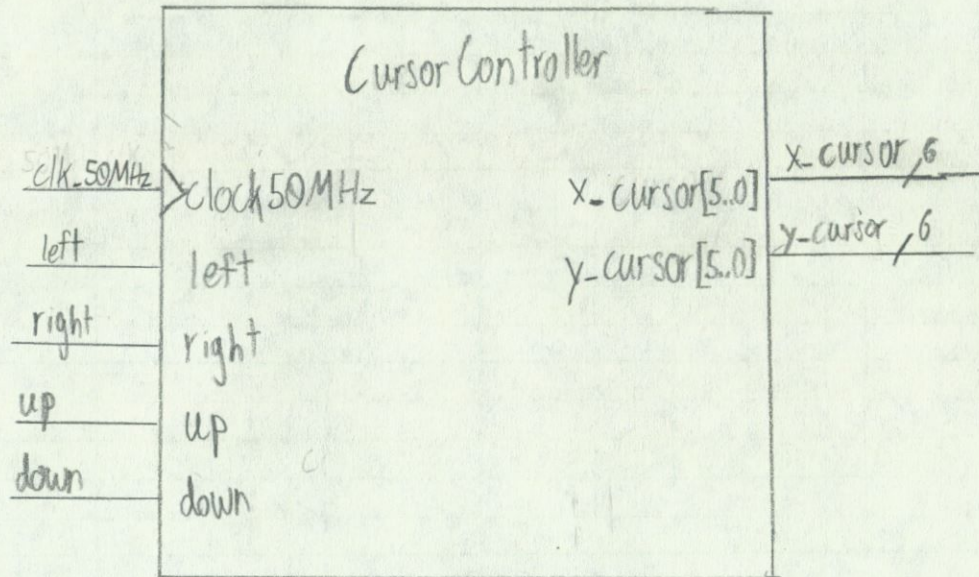 Cursor Controller
clk_50MHz
clock50MHz
x_cursor[5..0]
x_cursor,6
left
left
y_cursor[5..0]
y_cursor,6
right
right
up
up
down
down